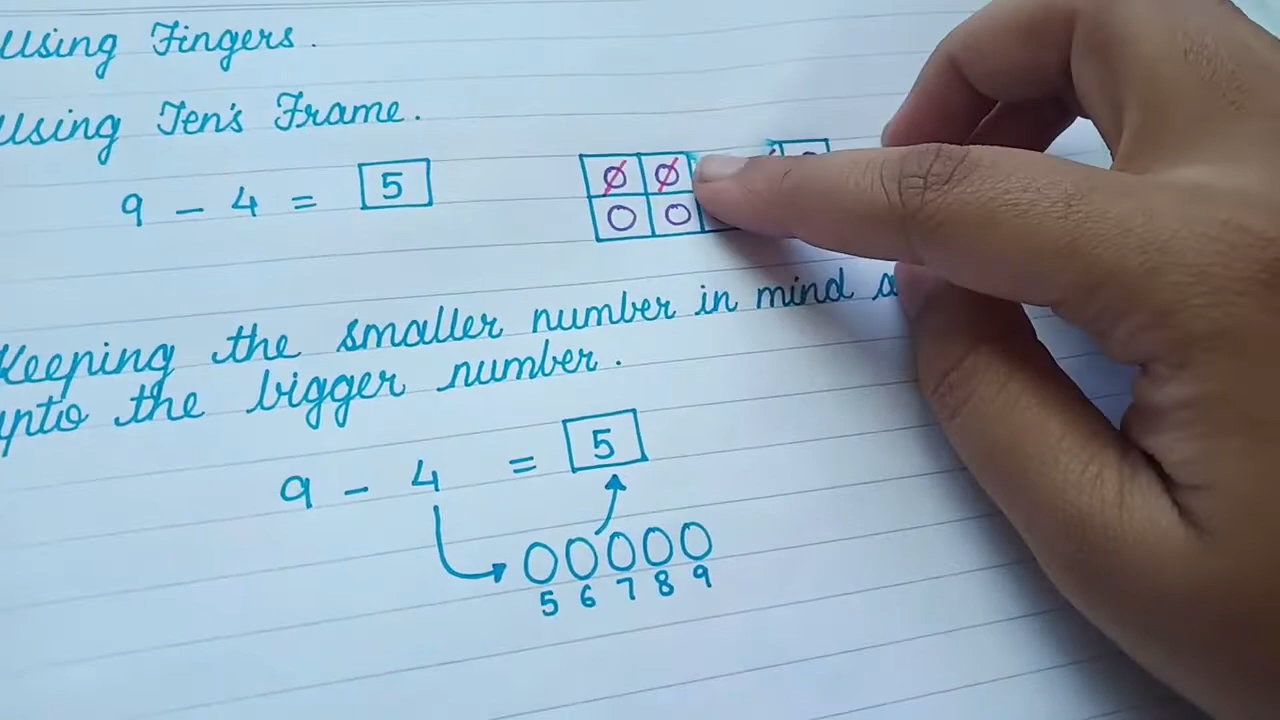 Using Fingers.
Using Ten's Frame.
9 - 4 = 5
Keeping the smaller number in mind
upto the bigger number.
9 - 4 = 5
5 6 7 8 9